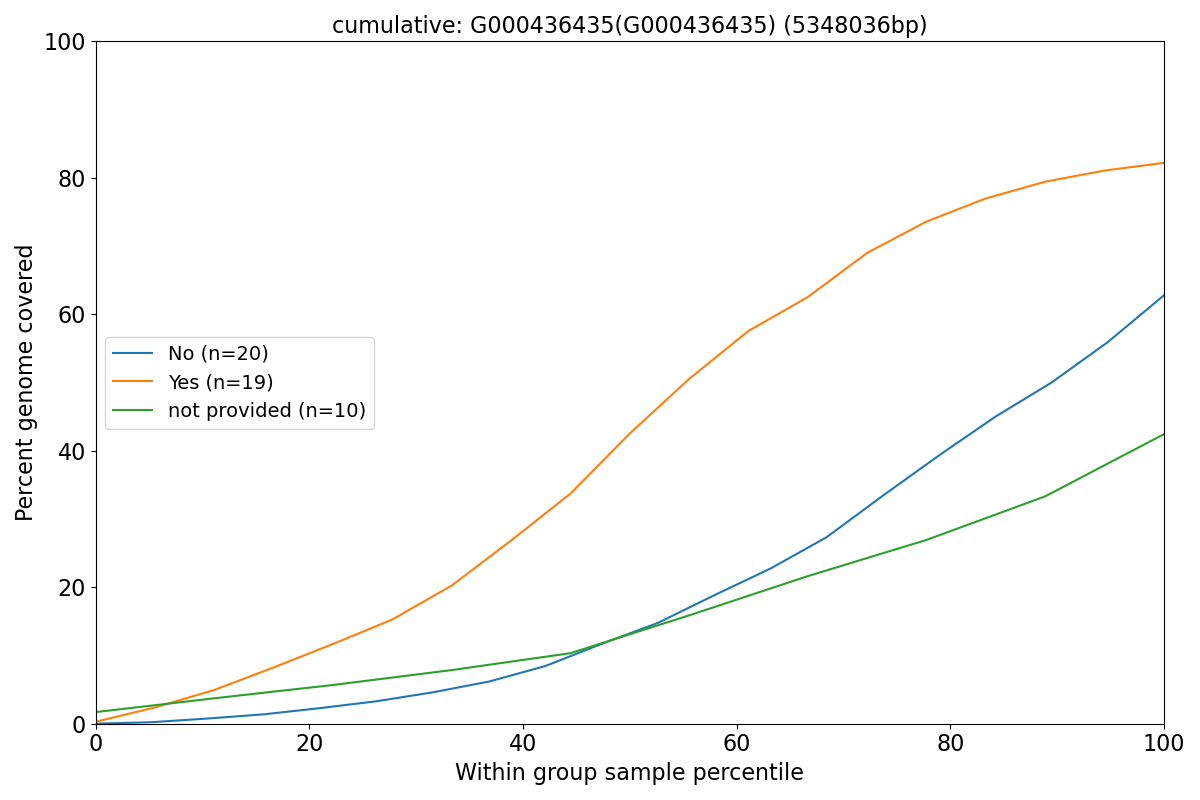 cumulative: G000436435(G000436435) (5348036bp)
100
80
60
40
20
0
Percent genome covered
No (n=20)
Yes (n=19)
not provided (n=10)
0 20 40 60 80 100
Within group sample percentile